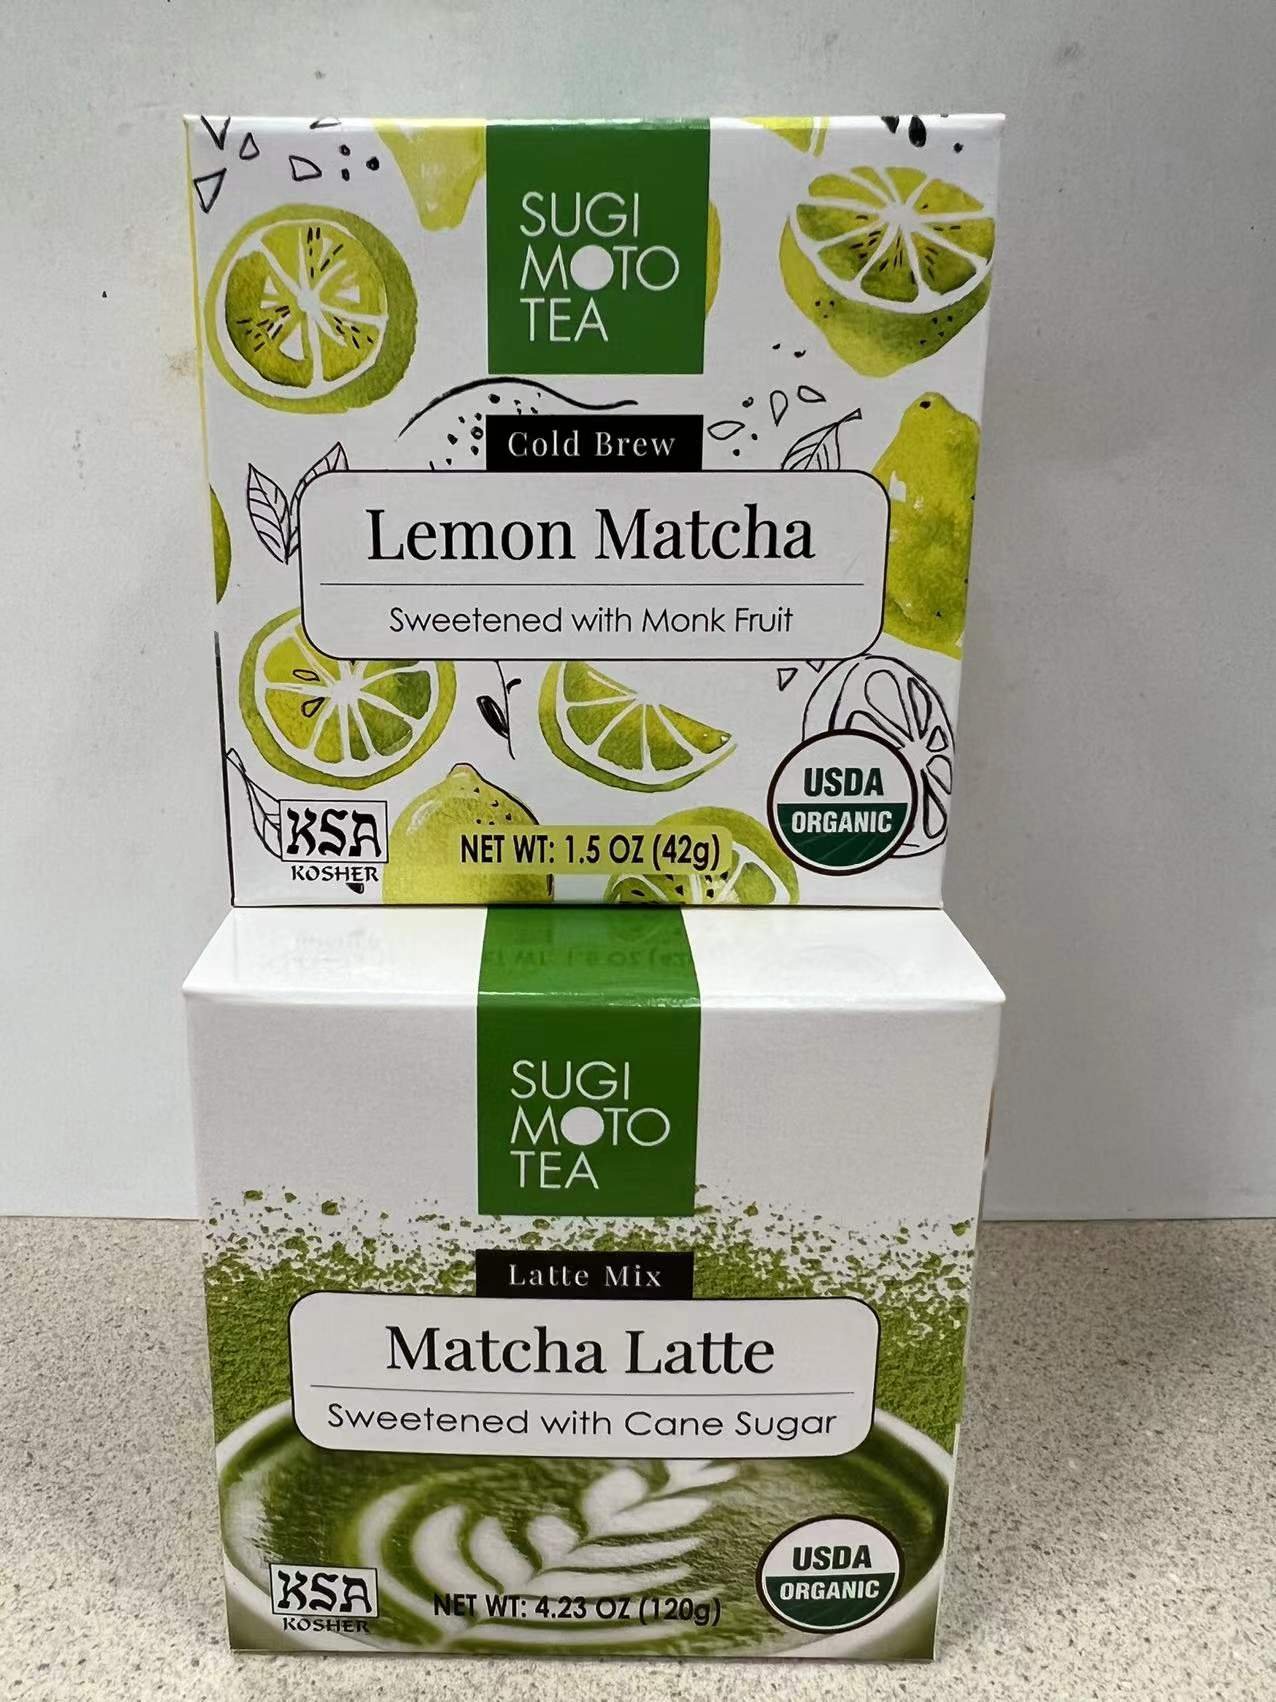 SUGI
MOTO
TEA
Cold Brew
Lemon Matcha
Sweetened with Monk Fruit
KSA
KOSHER
NET WT: 1.5 OZ (42g)
USDA
ORGANIC
SUGI
MOTO
TEA
Latte Mix
Matcha Latte
Sweetened with Cane Sugar
KSA
KOSHER
NET WT: 4.23 OZ (120g)
USDA
ORGANIC